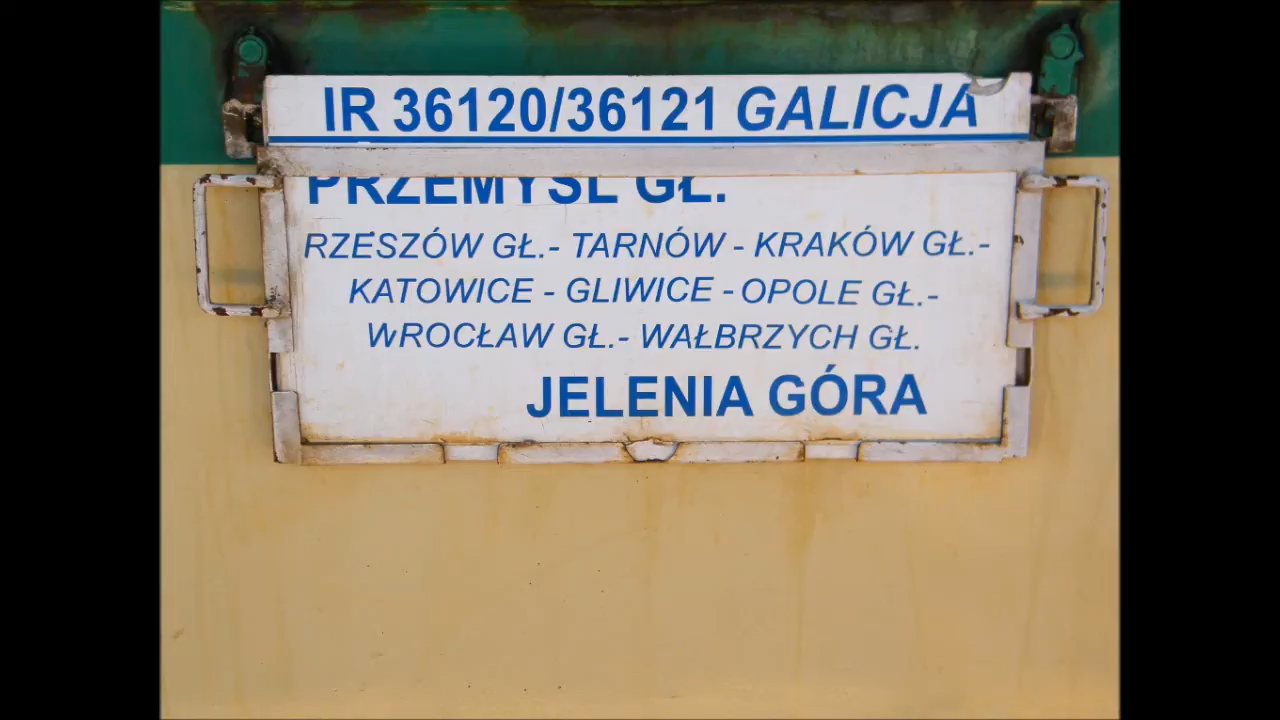 IR 36120/36121 GALICJA
PRZEMYŚL GŁ.
RZESZÓW GŁ.- TARNÓW - KRAKÓW GŁ.-
KATOWICE - GLIWICE - OPOLE GŁ.-
WROCŁAW GŁ.- WAŁBRZYCH GŁ.
JELENIA GÓRA